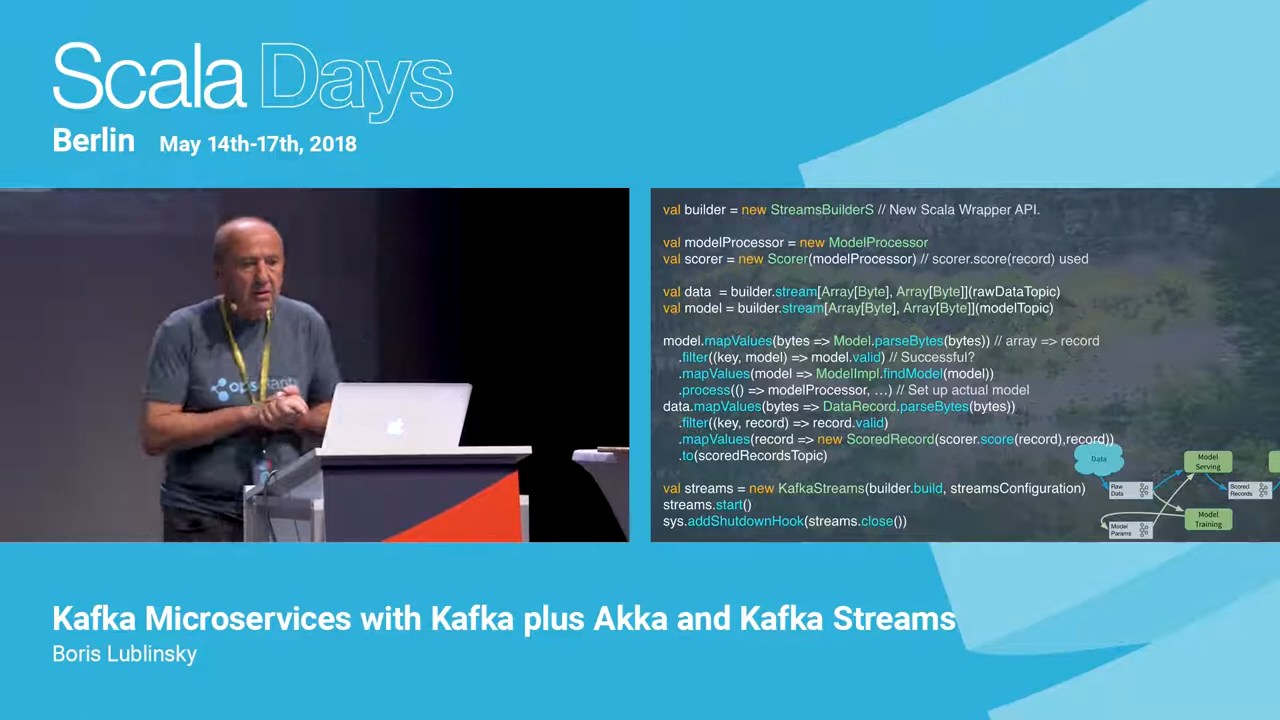 Scala Days
Berlin May 14th-17th, 2018
val builder = new StreamsBuilderS // New Scala Wrapper API.
val modelProcessor = new ModelProcessor
val scorer = new Scorer(modelProcessor) // scorer.score(record) used
val data = builder.stream[Array[Byte], Array[Byte]](rawDataTopic)
val model = builder.stream[Array[Byte], Array[Byte]](modelTopic)
model.mapValues(bytes => Model.parseBytes(bytes)) // array => record
.filter((key, model) => model.valid) // Successful?
.mapValues(model => ModelImpl.findModel(model))
.process(() => modelProcessor, …) // Set up actual model
data.mapValues(bytes => DataRecord.parseBytes(bytes))
.filter((key, record) => record.valid)
.mapValues(record => new ScoredRecord(scorer.score(record),record))
.to(scoredRecordsTopic)
val streams = new KafkaStreams(builder.build, streamsConfiguration)
streams.start()
sys.addShutdownHook(streams.close())
Data
Model
Serving
Raw
Data
Scored
Records
Model
Training
Model
Params
Kafka Microservices with Kafka plus Akka and Kafka Streams
Boris Lublinsky